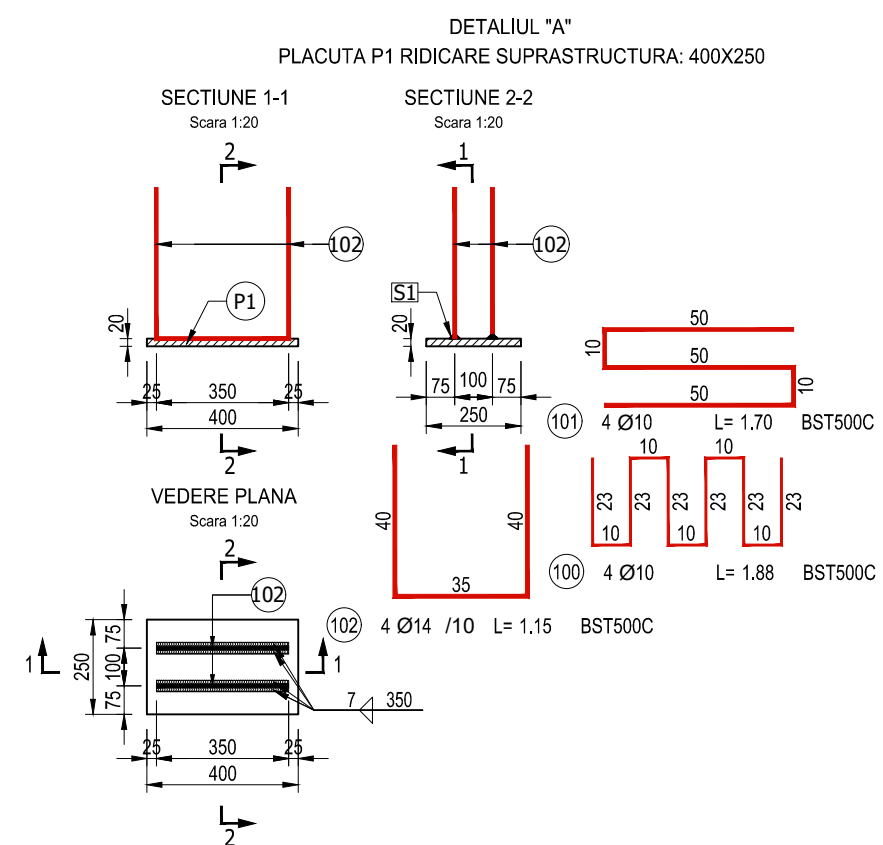 DETALIUL "A"
PLACUTA P1 RIDICARE SUPRASTRUCTURA: 400X250
SECTIUNE 1-1
Scara 1:20
2
102
P1
20
25 350 25
400
2
SECTIUNE 2-2
Scara 1:20
1
102
S1
20
75 100 75
250
1
50
10
50
10
50
101 4 Ø10 L= 1.70 BST500C
10 10
23 23 23 23 23 23
10 10 10
100 4 Ø10 L= 1.88 BST500C
40 40
35
102 4 Ø14 /10 L= 1.15 BST500C
VEDERE PLANA
Scara 1:20
2
102
75
100
75
250
1 1
7 350
25 350 25
400
2